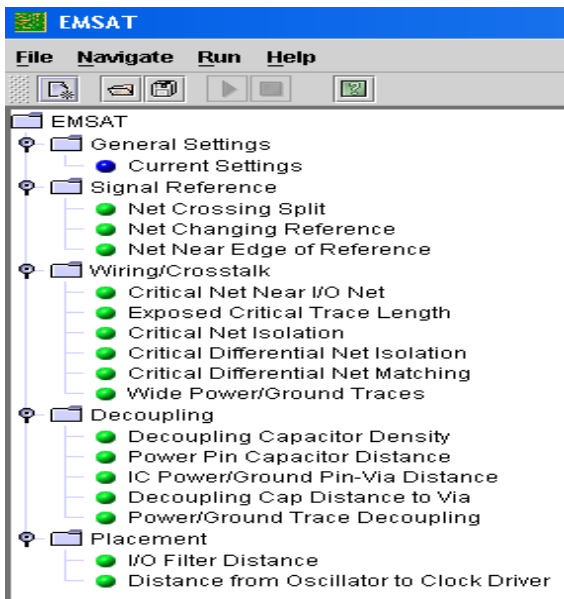 EMSAT
File Navigate Run Help
EMSAT
General Settings
Current Settings
Signal Reference
Net Crossing Split
Net Changing Reference
Net Near Edge of Reference
Wiring/Crosstalk
Critical Net Near I/O Net
Exposed Critical Trace Length
Critical Net Isolation
Critical Differential Net Isolation
Critical Differential Net Matching
Wide Power/Ground Traces
Decoupling
Decoupling Capacitor Density
Power Pin Capacitor Distance
IC Power/Ground Pin-Via Distance
Decoupling Cap Distance to Via
Power/Ground Trace Decoupling
Placement
I/O Filter Distance
Distance from Oscillator to Clock Driver